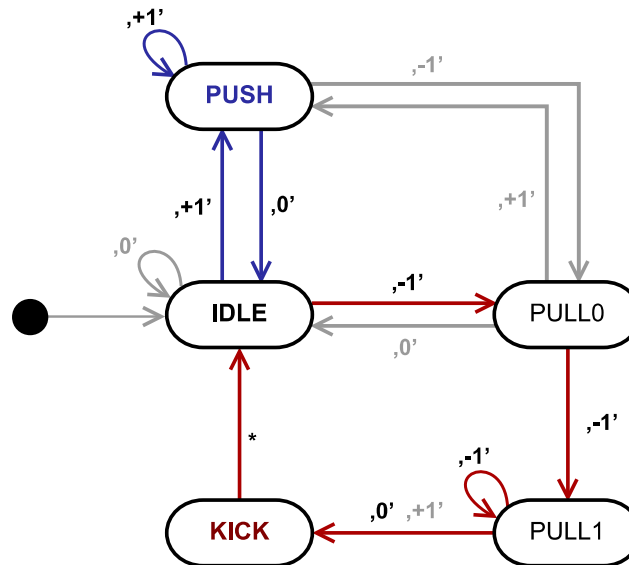 ,+1’
PUSH
,-1’
,+1’
,0’
,+1’
,0’
IDLE
,-1’
PULL0
,0’
,-1’
*
,-1’
KICK
,0’ ,+1’
PULL1